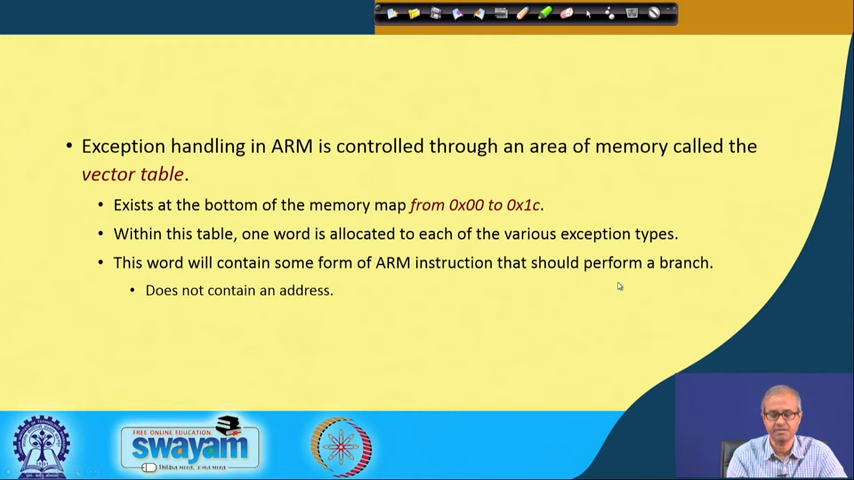 • Exception handling in ARM is controlled through an area of memory called the
vector table.
• Exists at the bottom of the memory map from 0x00 to 0x1c.
• Within this table, one word is allocated to each of the various exception types.
• This word will contain some form of ARM instruction that should perform a branch.
• Does not contain an address.
FREE ONLINE EDUCATION
swayam